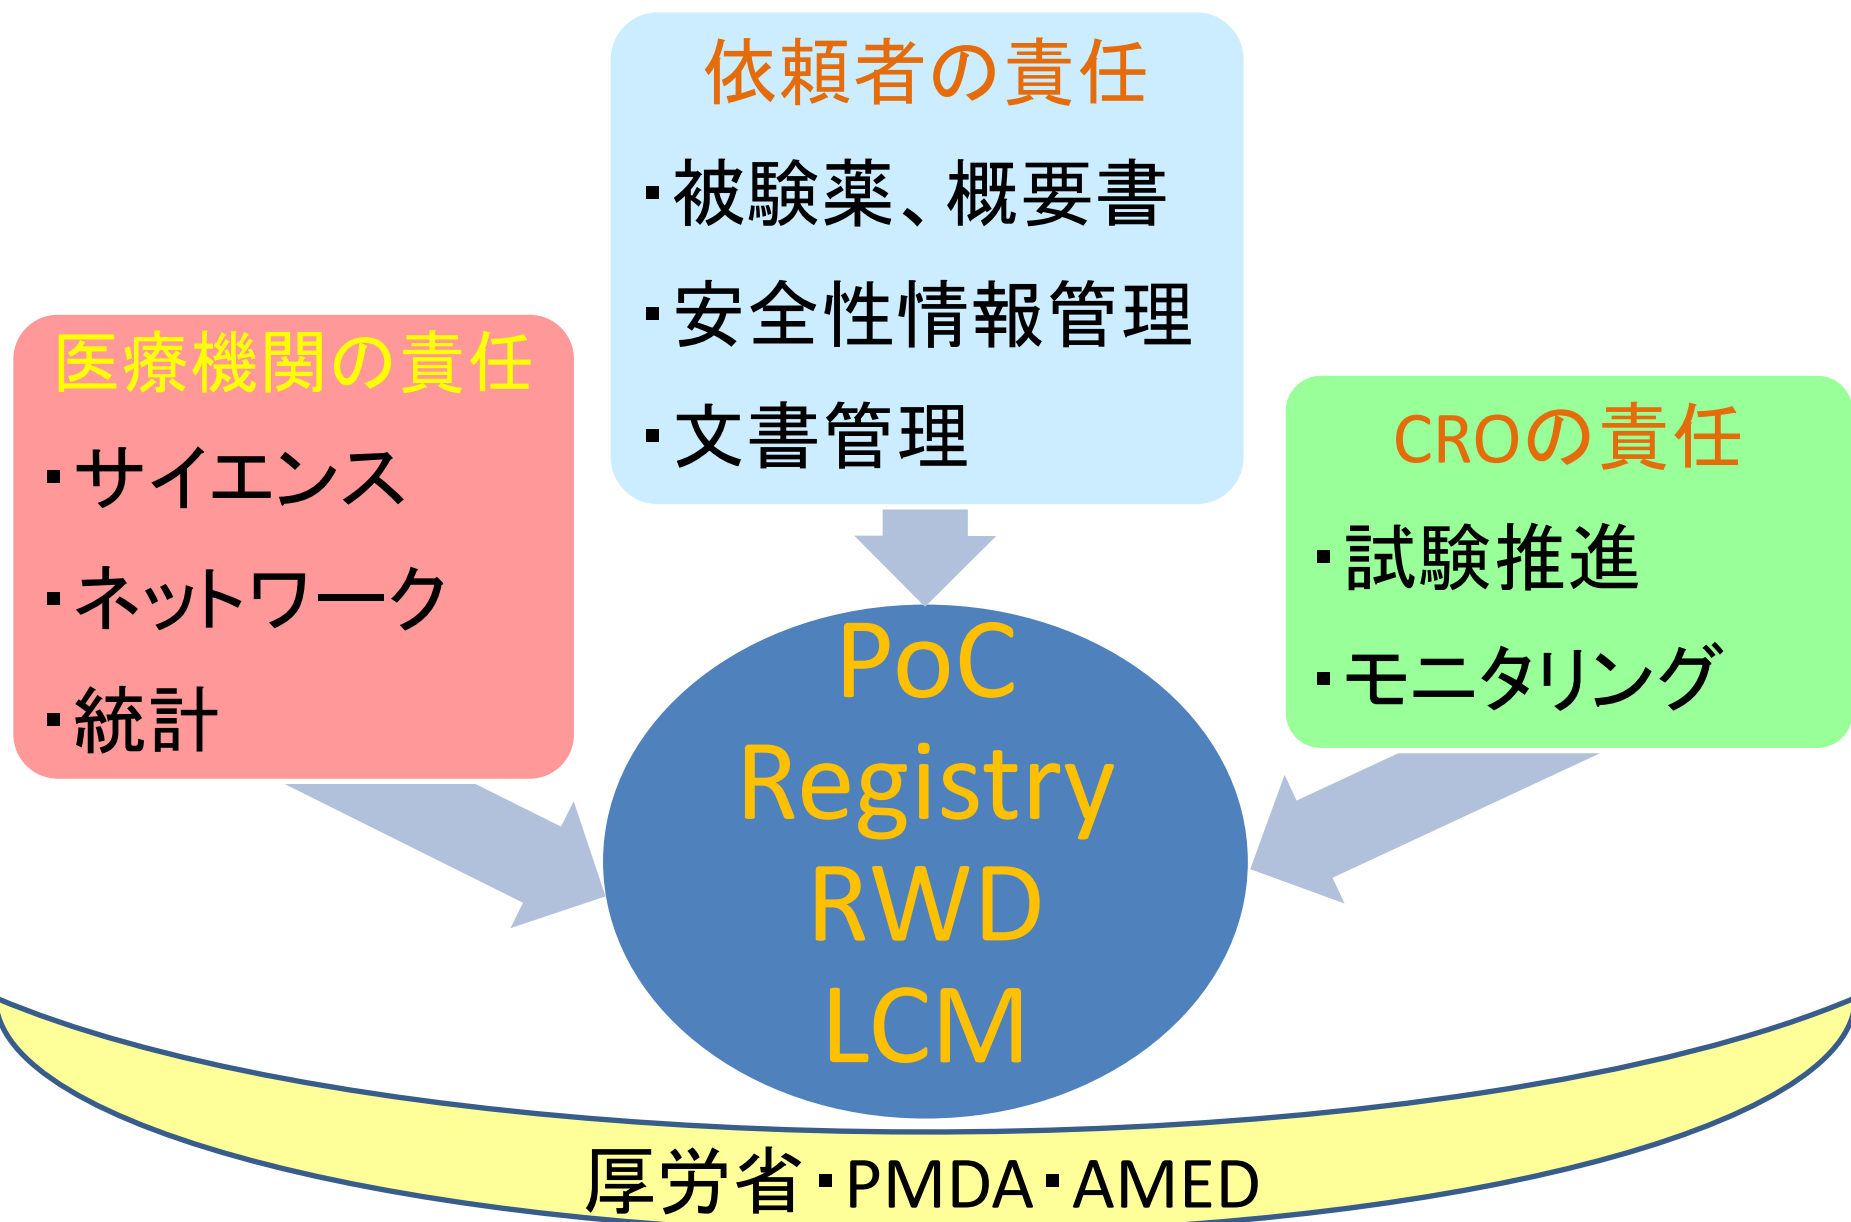 依頼者の責任
・被験薬、概要書
・安全性情報管理
・文書管理
医療機関の責任
・サイエンス
・ネットワーク
・統計
CROの責任
・試験推進
・モニタリング
PoC
Registry
RWD
LCM
厚労省・PMDA・AMED